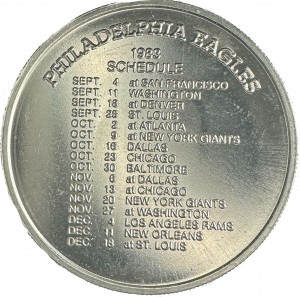 PHILADELPHIA EAGLES
1983
SCHEDULE
SEPT. 4 at SAN FRANCISCO
SEPT. 11 WASHINGTON
SEPT. 18 at DENVER
SEPT. 25 ST. LOUIS
OCT. 2 at ATLANTA
OCT. 9 at NEW YORK GIANTS
OCT. 16 DALLAS
OCT. 23 CHICAGO
OCT. 30 BALTIMORE
NOV. 6 at DALLAS
NOV. 13 at CHICAGO
NOV. 20 NEW YORK GIANTS
NOV. 27 at WASHINGTON
DEC. 4 LOS ANGELES RAMS
DEC. 11 NEW ORLEANS
DEC. 18 at ST. LOUIS